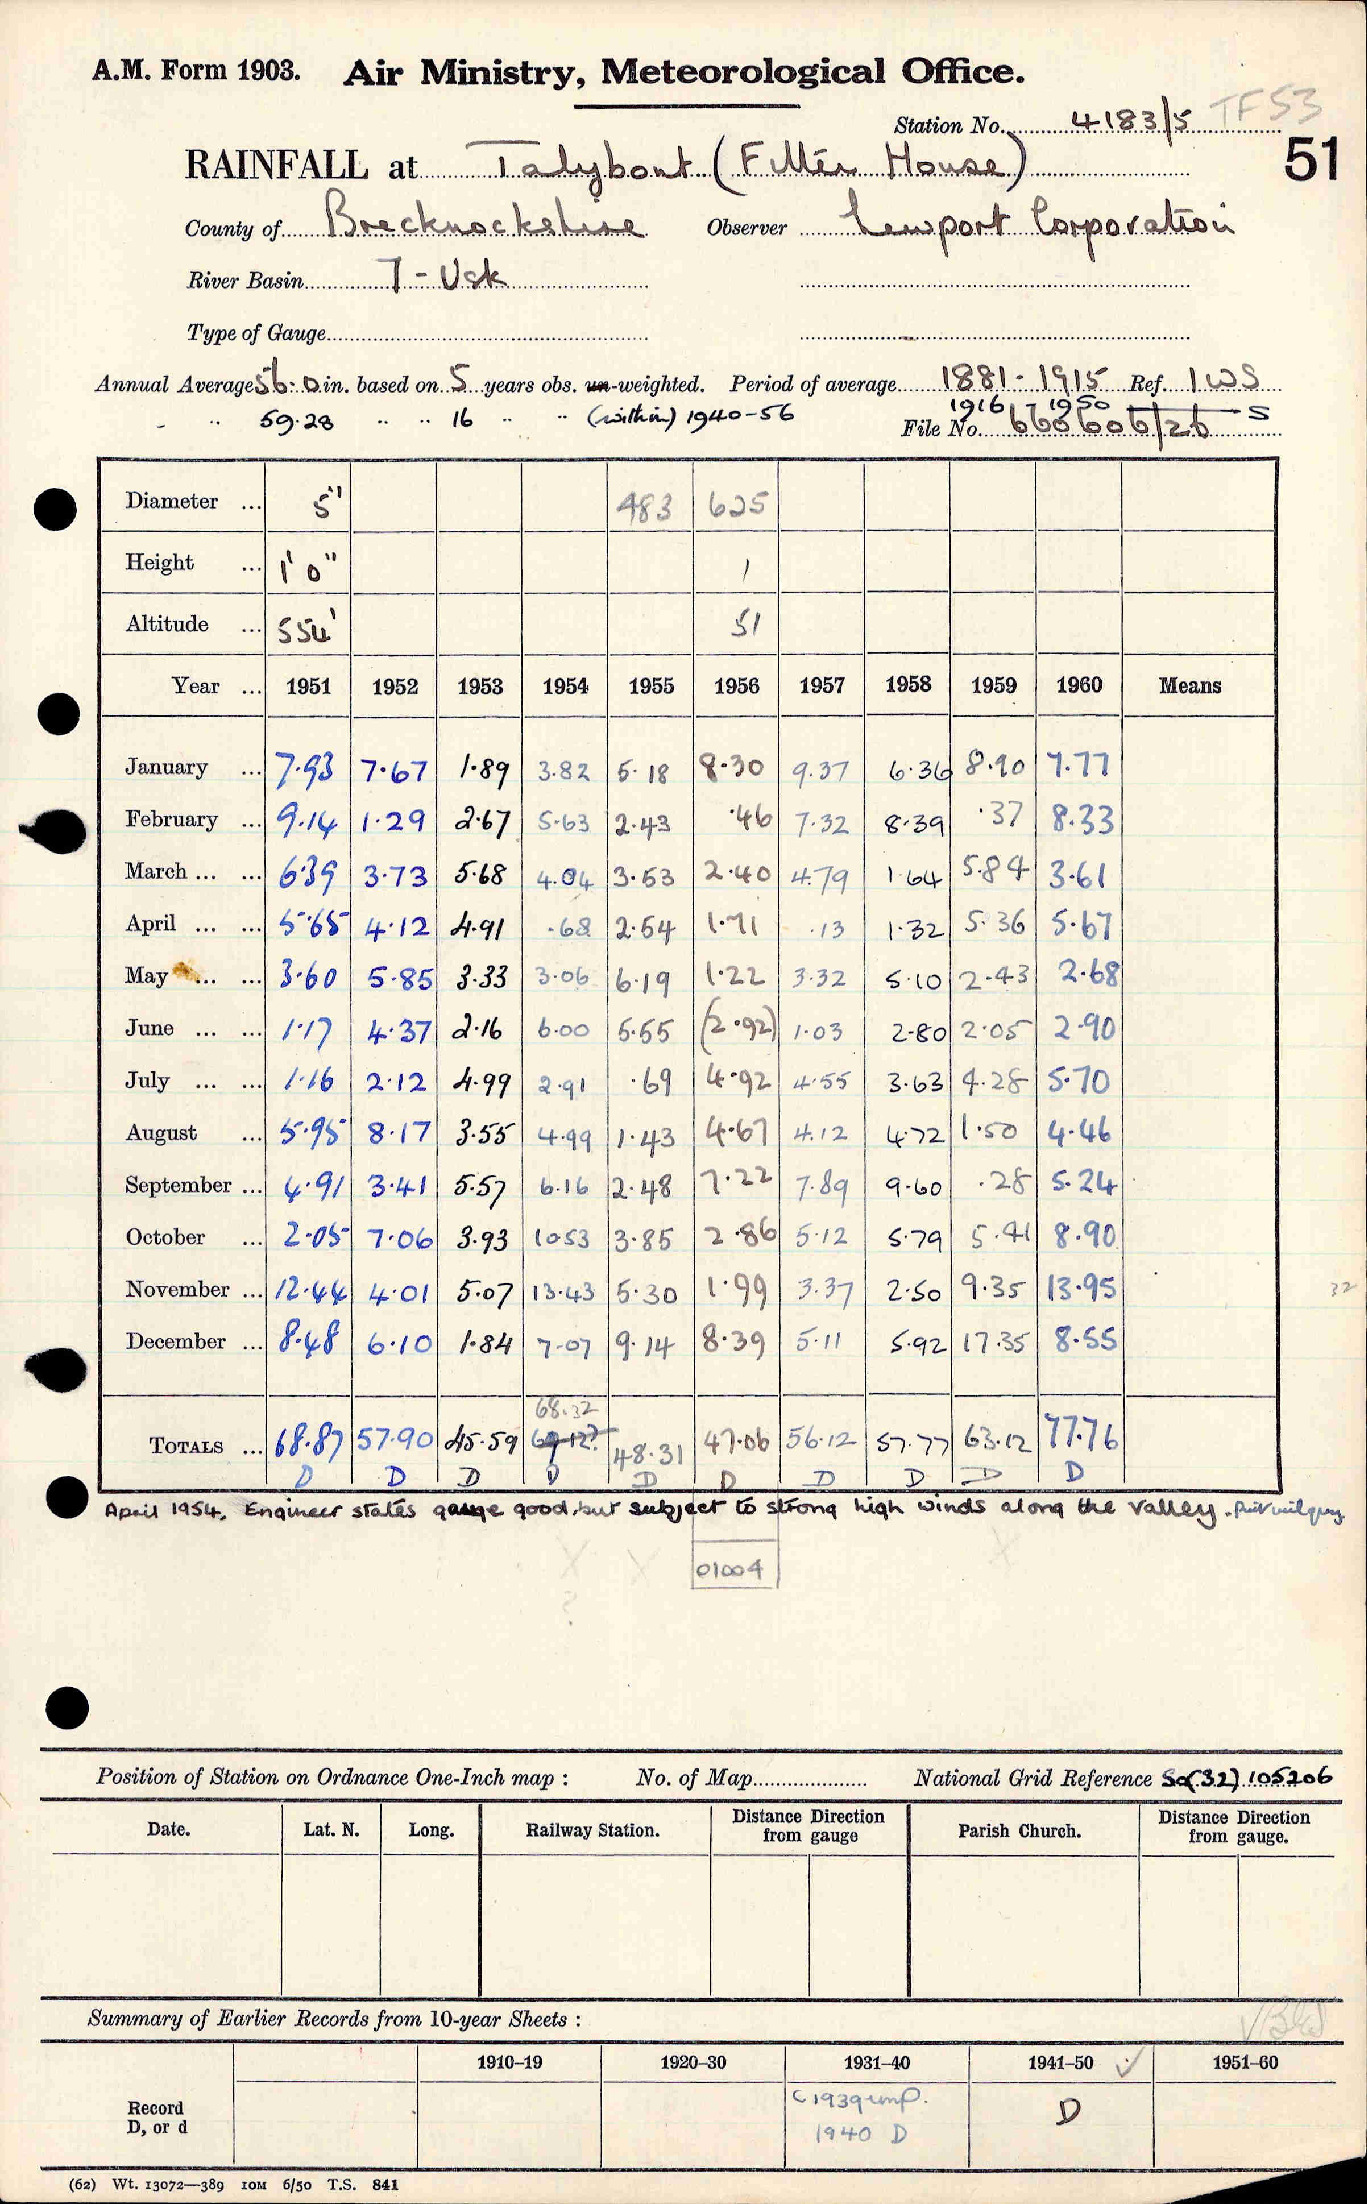 A.M. Form 1903. Air Ministry, Meteorological Office.
Station No. 4183/5 TF53
51
RAINFALL at Talybont (Filter House)
County of Brecknockshire Observer Newport Corporation
River Basin 7 - Usk
Type of Gauge
Annual Average 56.0 in. based on 5 years obs. un-weighted. Period of average 1881-1915 Ref. IWS
" 59.28 " " 16 " " (within) 1940-56 1916 - 1950 S
File No. 660606/26
Diameter ... 5" 483 625
Height ... 1' 0" 1
Altitude ... 554' 51
Year ... 1951 1952 1953 1954 1955 1956 1957 1958 1959 1960 Means
January ... 7.93 7.67 1.89 3.82 5.18 8.30 9.37 6.36 8.90 7.77
February ... 9.14 1.29 2.67 5.63 2.43 .46 7.32 8.39 .37 8.33
March ... ... 6.39 3.73 5.68 4.04 3.53 2.40 4.79 1.64 5.84 3.61
April ... ... 5.65 4.12 4.91 .68 2.54 1.71 .13 1.32 5.36 5.67
May ... ... 3.60 5.85 3.33 3.06 6.19 1.22 3.32 5.10 2.43 2.68
June ... ... 1.17 4.37 2.16 6.00 5.55 (2.92) 1.03 2.80 2.05 2.90
July ... ... 1.16 2.12 4.99 2.91 .69 4.92 4.55 3.63 4.28 5.70
August ... 5.95 8.17 3.55 4.99 1.43 4.67 4.12 4.72 1.50 4.46
September ... 4.91 3.41 5.57 6.16 2.48 7.22 7.89 9.60 .28 5.24
October ... 2.05 7.06 3.93 10.53 3.85 2.86 5.12 5.79 5.41 8.90
November ... 12.44 4.01 5.07 13.43 5.30 1.99 3.37 2.50 9.35 13.95 32
December ... 8.48 6.10 1.84 7.07 9.14 8.39 5.11 5.92 17.35 8.55
68.32
TOTALS ... 68.87 57.90 45.59 69.12? 48.31 47.06 56.12 57.77 63.12 77.76
D D D D D D D D D D
April 1954. Engineer states gauge good, but subject to strong high winds along the valley.
01004
Position of Station on Ordnance One-Inch map : No. of Map National Grid Reference So(32) 105206
Date. Lat. N. Long. Railway Station. Distance Direction from gauge Parish Church. Distance Direction from gauge.
Summary of Earlier Records from 10-year Sheets :
1910–19 1920–30 1931–40 1941–50 1951–60
Record D, or d
1940 D D
(62) Wt. 13072—389 10M 6/50 T.S. 841